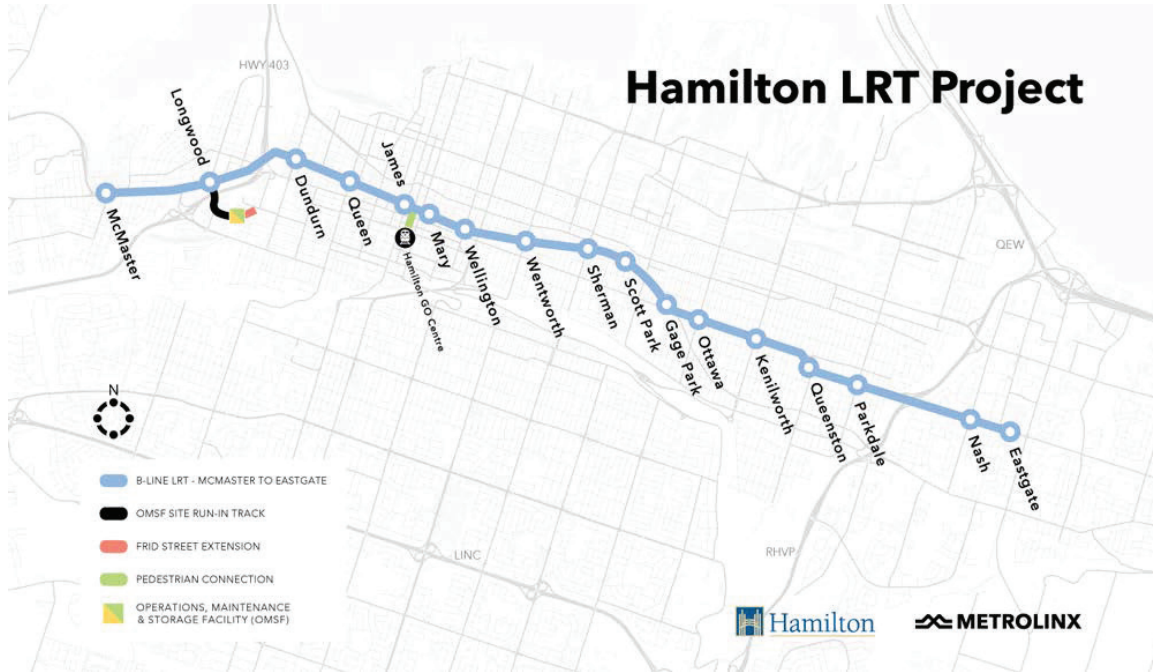 Hamilton LRT Project
HWY 403
QEW
Longwood
James
McMaster
Dundurn
Queen
Mary
Wellington
Wentworth
Sherman
Scott Park
Gage Park
Ottawa
Kenilworth
Queenston
Parkdale
Nash
Eastgate
Hamilton GO Centre
N
B-LINE LRT - MCMASTER TO EASTGATE
OMSF SITE RUN-IN TRACK
FRID STREET EXTENSION
PEDESTRIAN CONNECTION
OPERATIONS, MAINTENANCE
& STORAGE FACILITY (OMSF)
LINC
RHVP
Hamilton
METROLINX